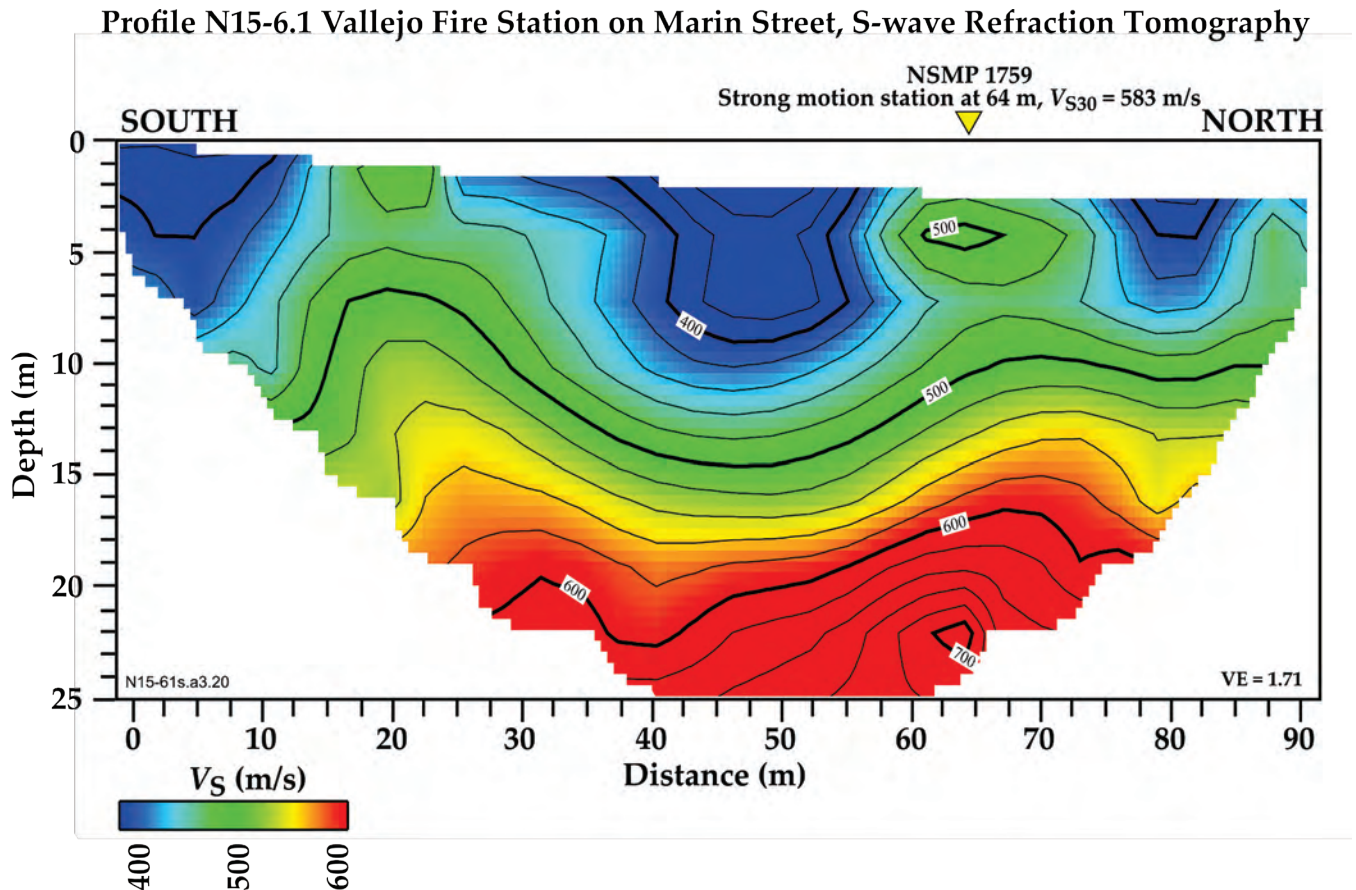 Profile N15-6.1 Vallejo Fire Station on Marin Street, S-wave Refraction Tomography
NSMP 1759
Strong motion station at 64 m, VS30 = 583 m/s
SOUTH
NORTH
0
5
10
15
20
25
Depth (m)
500
400
500
600
600
700
N15-61s.a3.20
VE = 1.71
0 10 20 30 40 50 60 70 80 90
Distance (m)
VS (m/s)
400 500 600